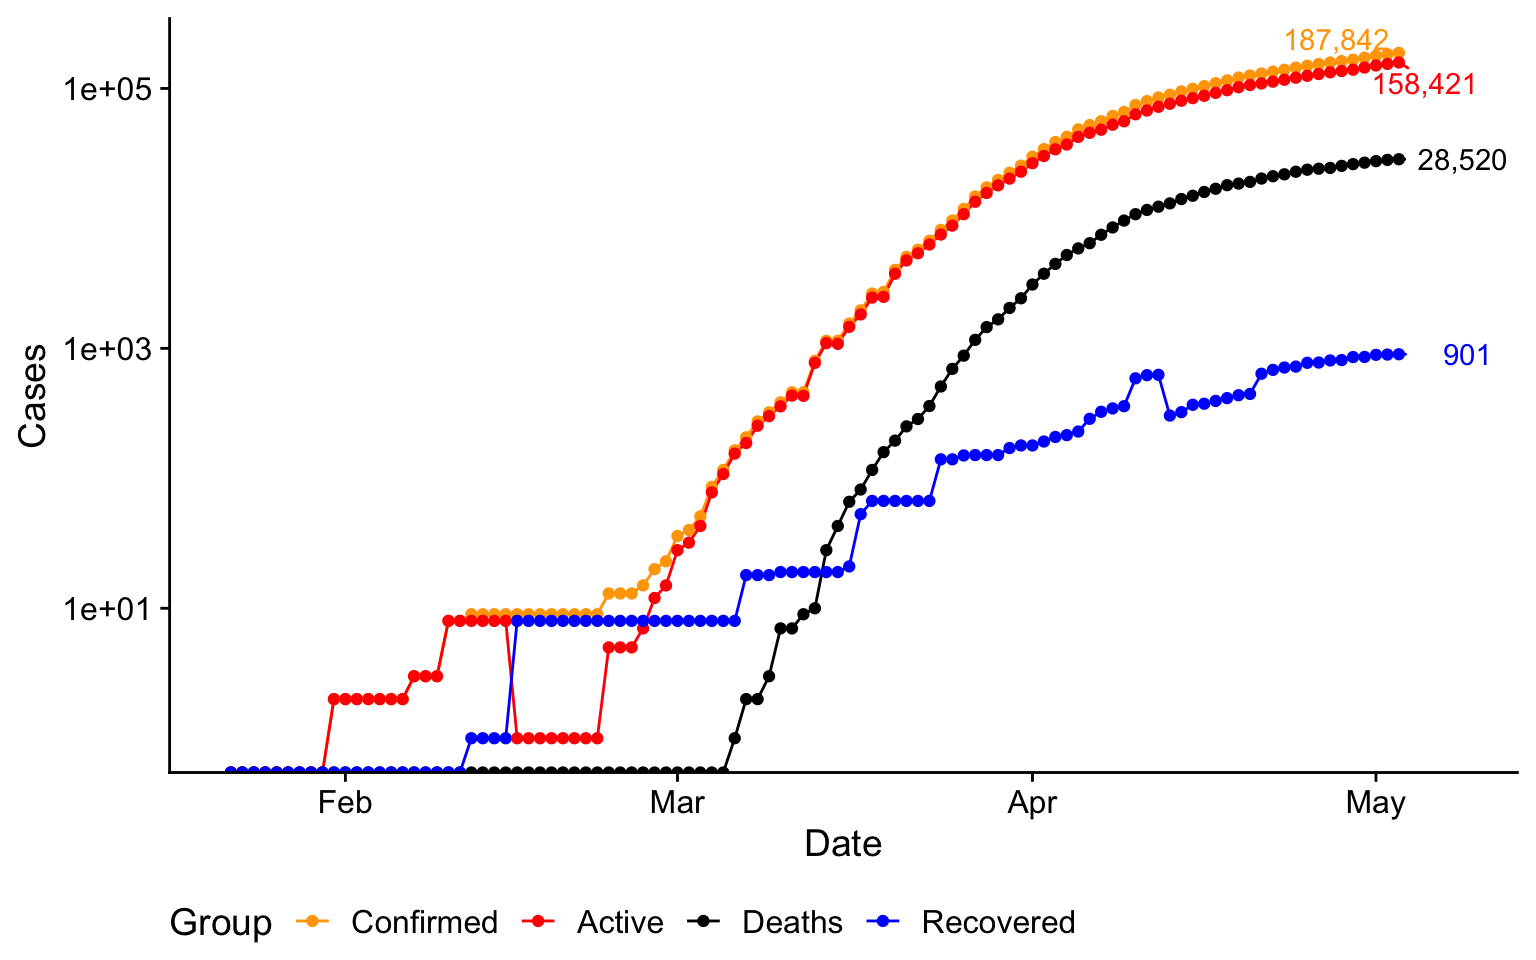 187,842
1e+05
158,421
28,520
1e+03
901
Cases
1e+01
Feb Mar Apr May
Date
Group Confirmed Active Deaths Recovered